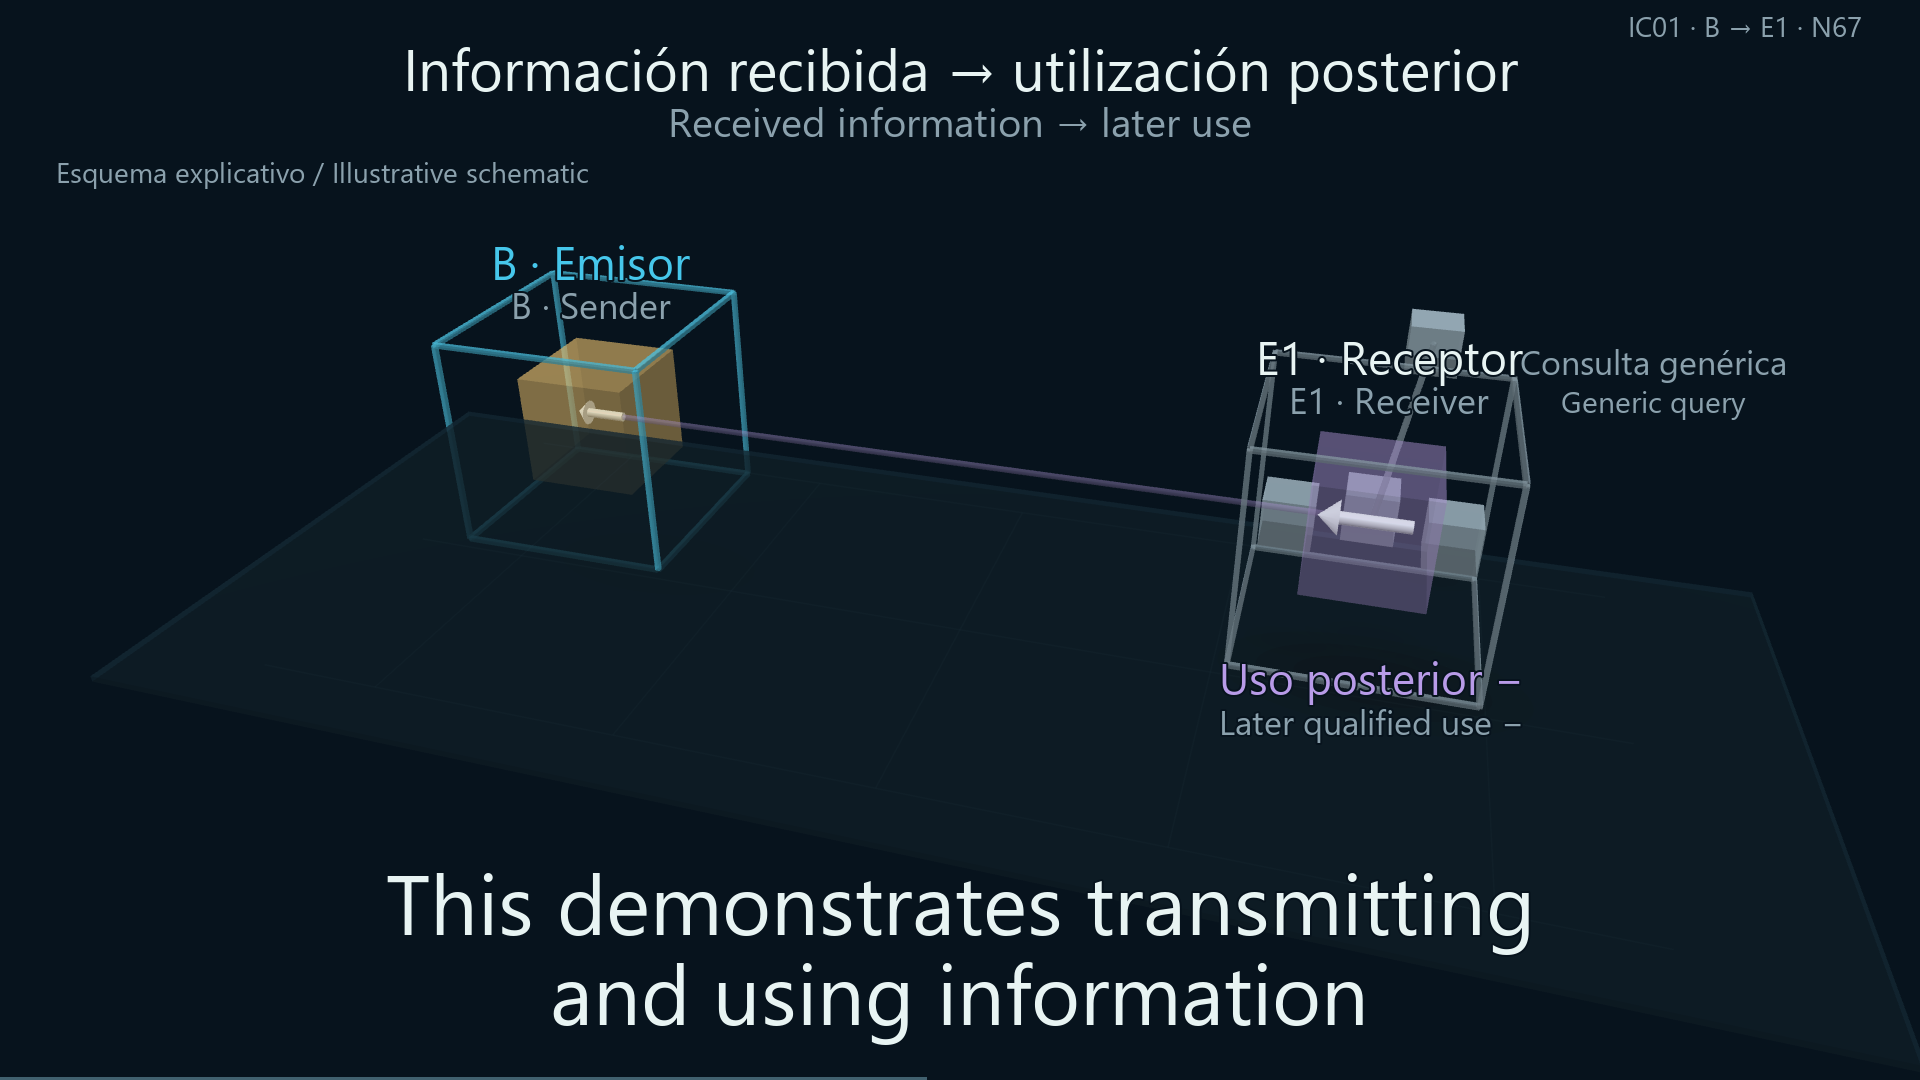 IC01 · B → E1 · N67
Información recibida → utilización posterior
Received information → later use
Esquema explicativo / Illustrative schematic
B · Emisor
B · Sender
E1 · Receptor
E1 · Receiver
Consulta genérica
Generic query
Uso posterior –
Later qualified use –
This demonstrates transmitting
and using information